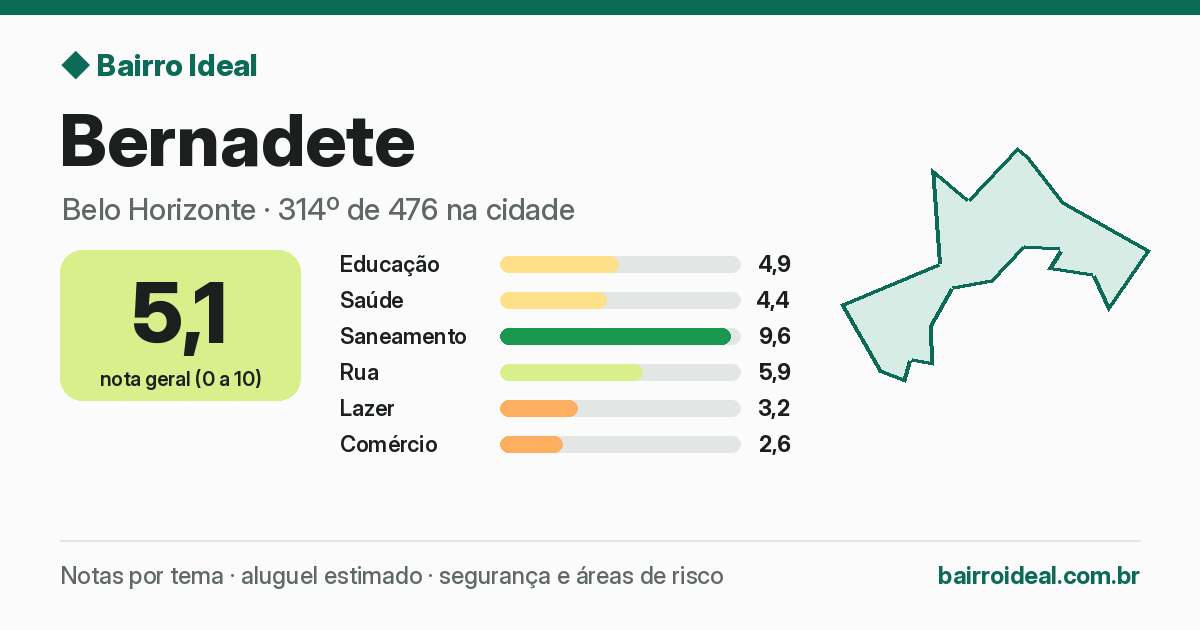 Bairro Ideal
Bernadete
Belo Horizonte · 314º de 476 na cidade
5,1
nota geral (0 a 10)
Educação 4,9
Saúde 4,4
Saneamento 9,6
Rua 5,9
Lazer 3,2
Comércio 2,6
Notas por tema · aluguel estimado · segurança e áreas de risco
bairroideal.com.br